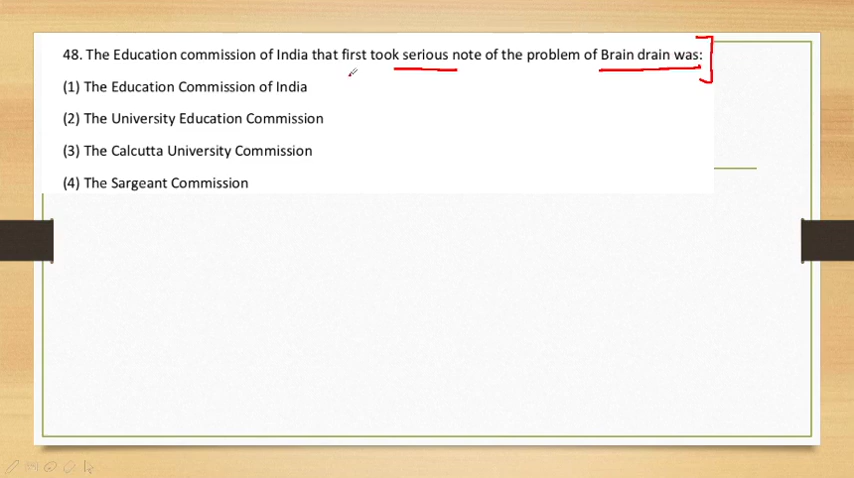 48. The Education commission of India that first took serious note of the problem of Brain drain was:
(1) The Education Commission of India
(2) The University Education Commission
(3) The Calcutta University Commission
(4) The Sargeant Commission